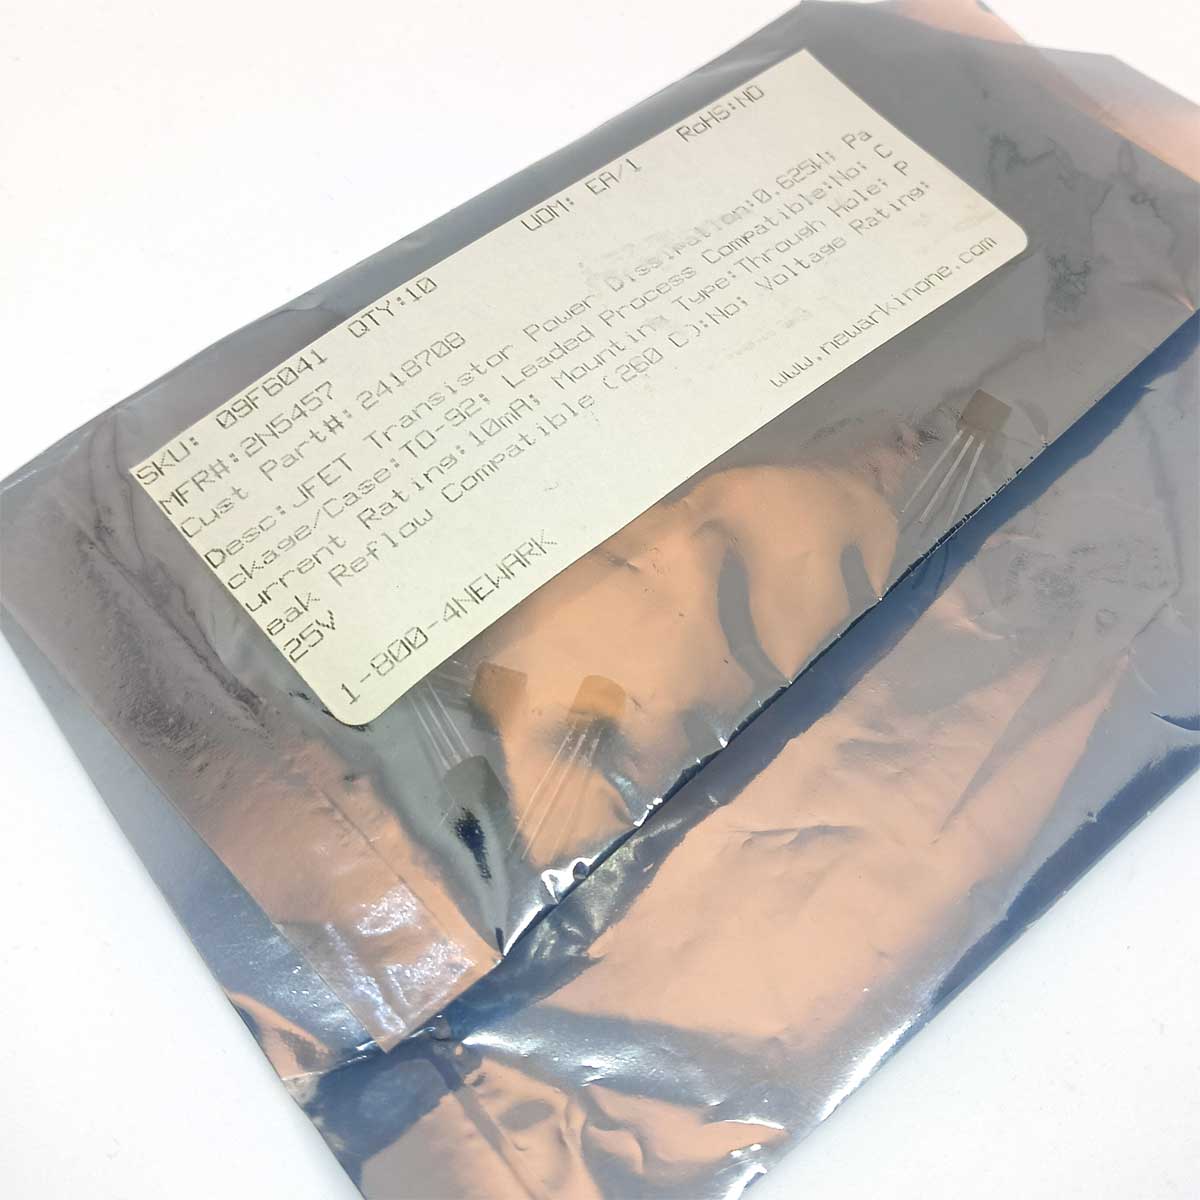 SKU: 09F6041 QTY:10 UOM: EA/1 RoHS:NO
MFR#:2N5457
Cust Part#: 2418708
Desc:JFET Transistor Power Dissipation:0.625W; Pa
ckage/Case:TO-92; Leaded Process Compatible:No; C
urrent Rating:10mA; Mounting Type:Through Hole; P
eak Reflow Compatible (260 C):No; Voltage Rating:
25V
1-800-4NEWARK www.newarkinone.com